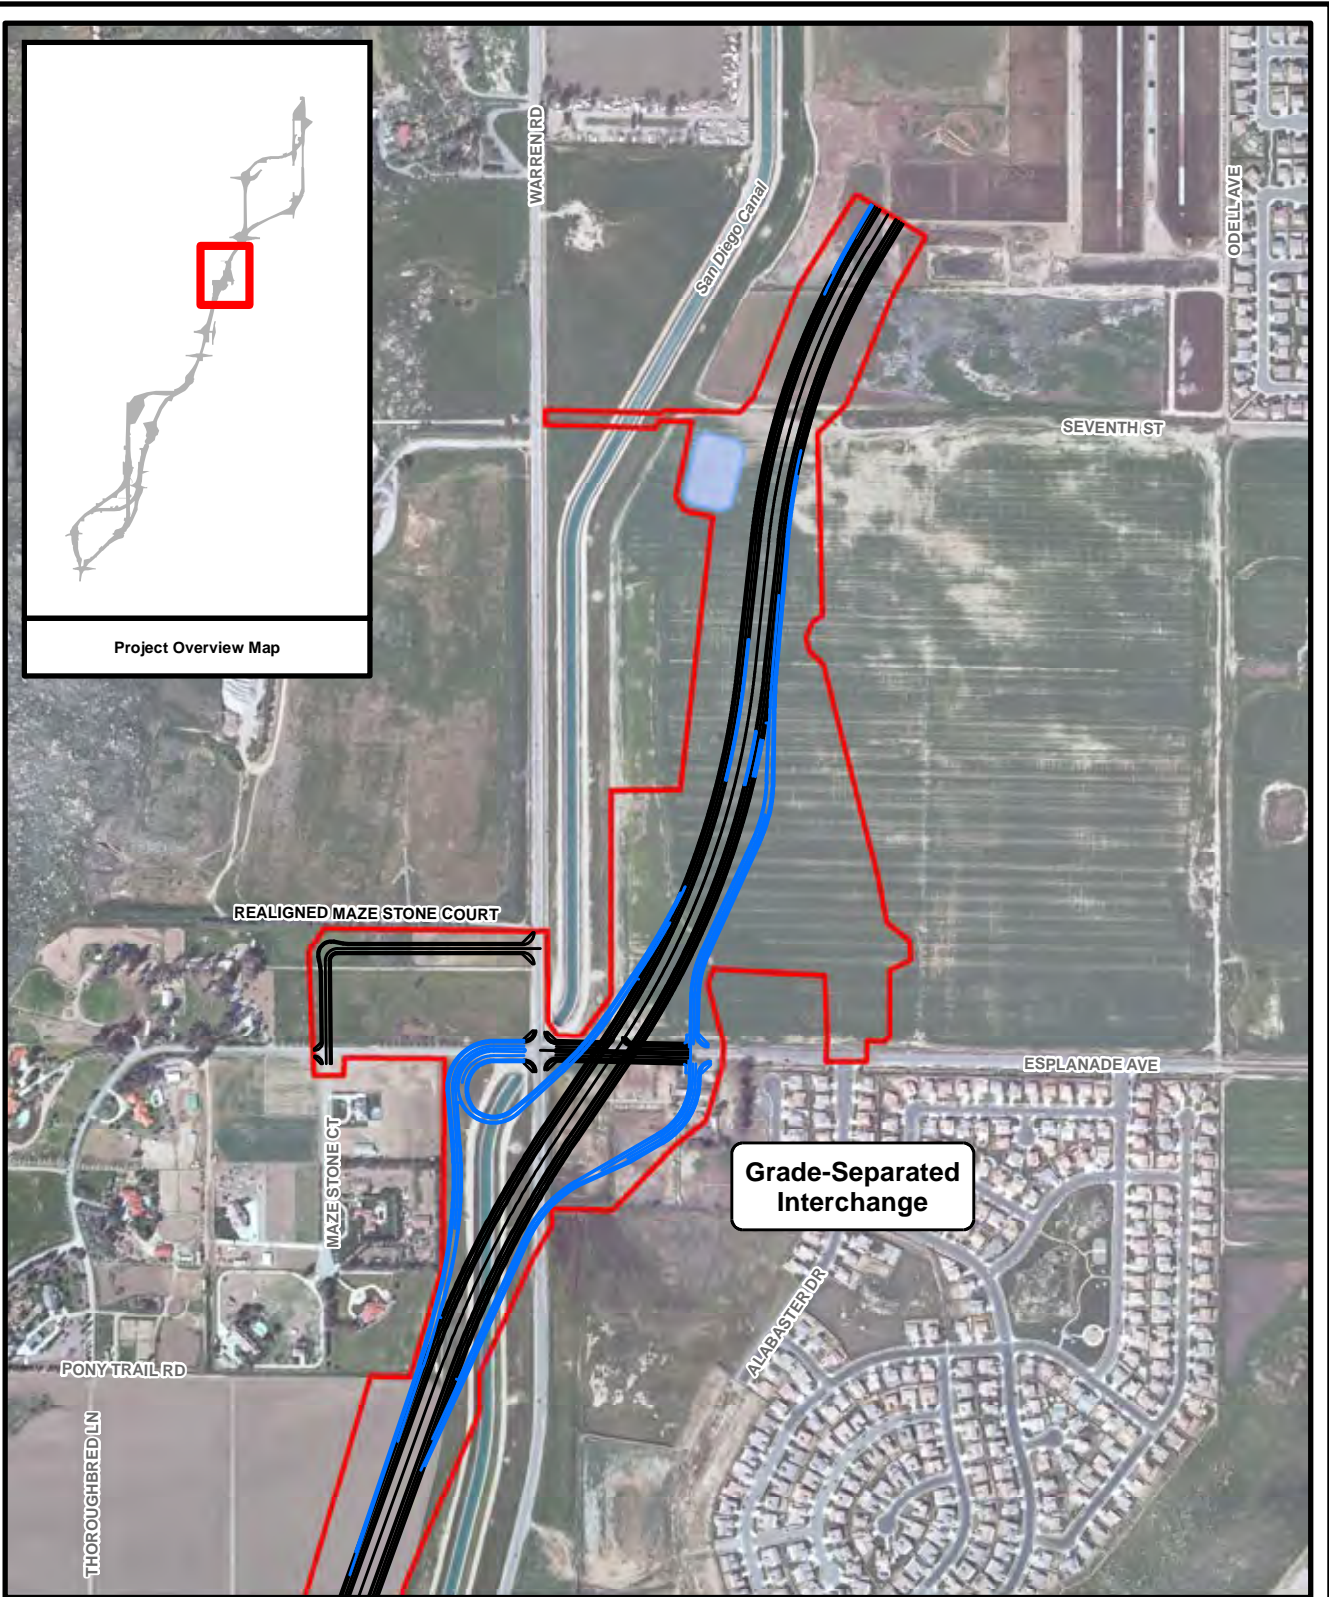 Project Overview Map
WARREN RD
San Diego Canal
ODELL AVE
SEVENTH ST
REALIGNED MAZE STONE COURT
ESPLANADE AVE
MAZE STONE CT
Grade-Separated
Interchange
ALABASTER DR
PONY TRAIL RD
THOROUGHBRED LN